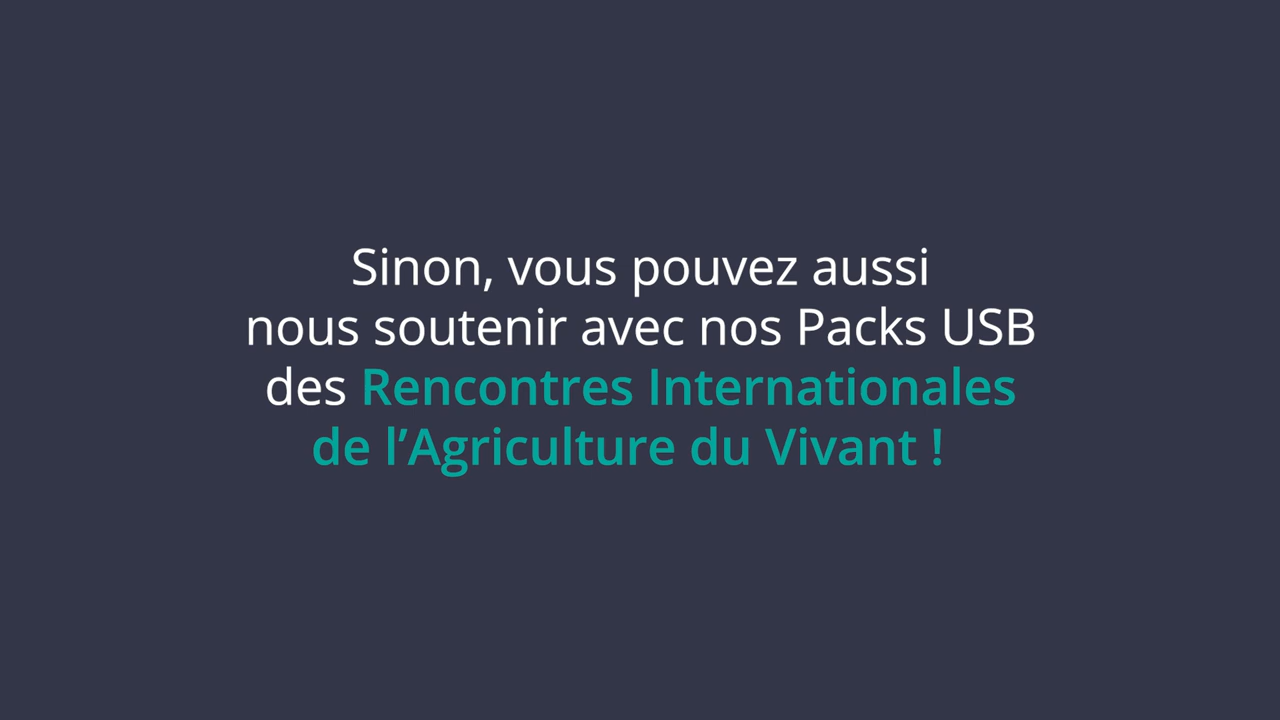 Sinon, vous pouvez aussi
nous soutenir avec nos Packs USB
des Rencontres Internationales
de l’Agriculture du Vivant !